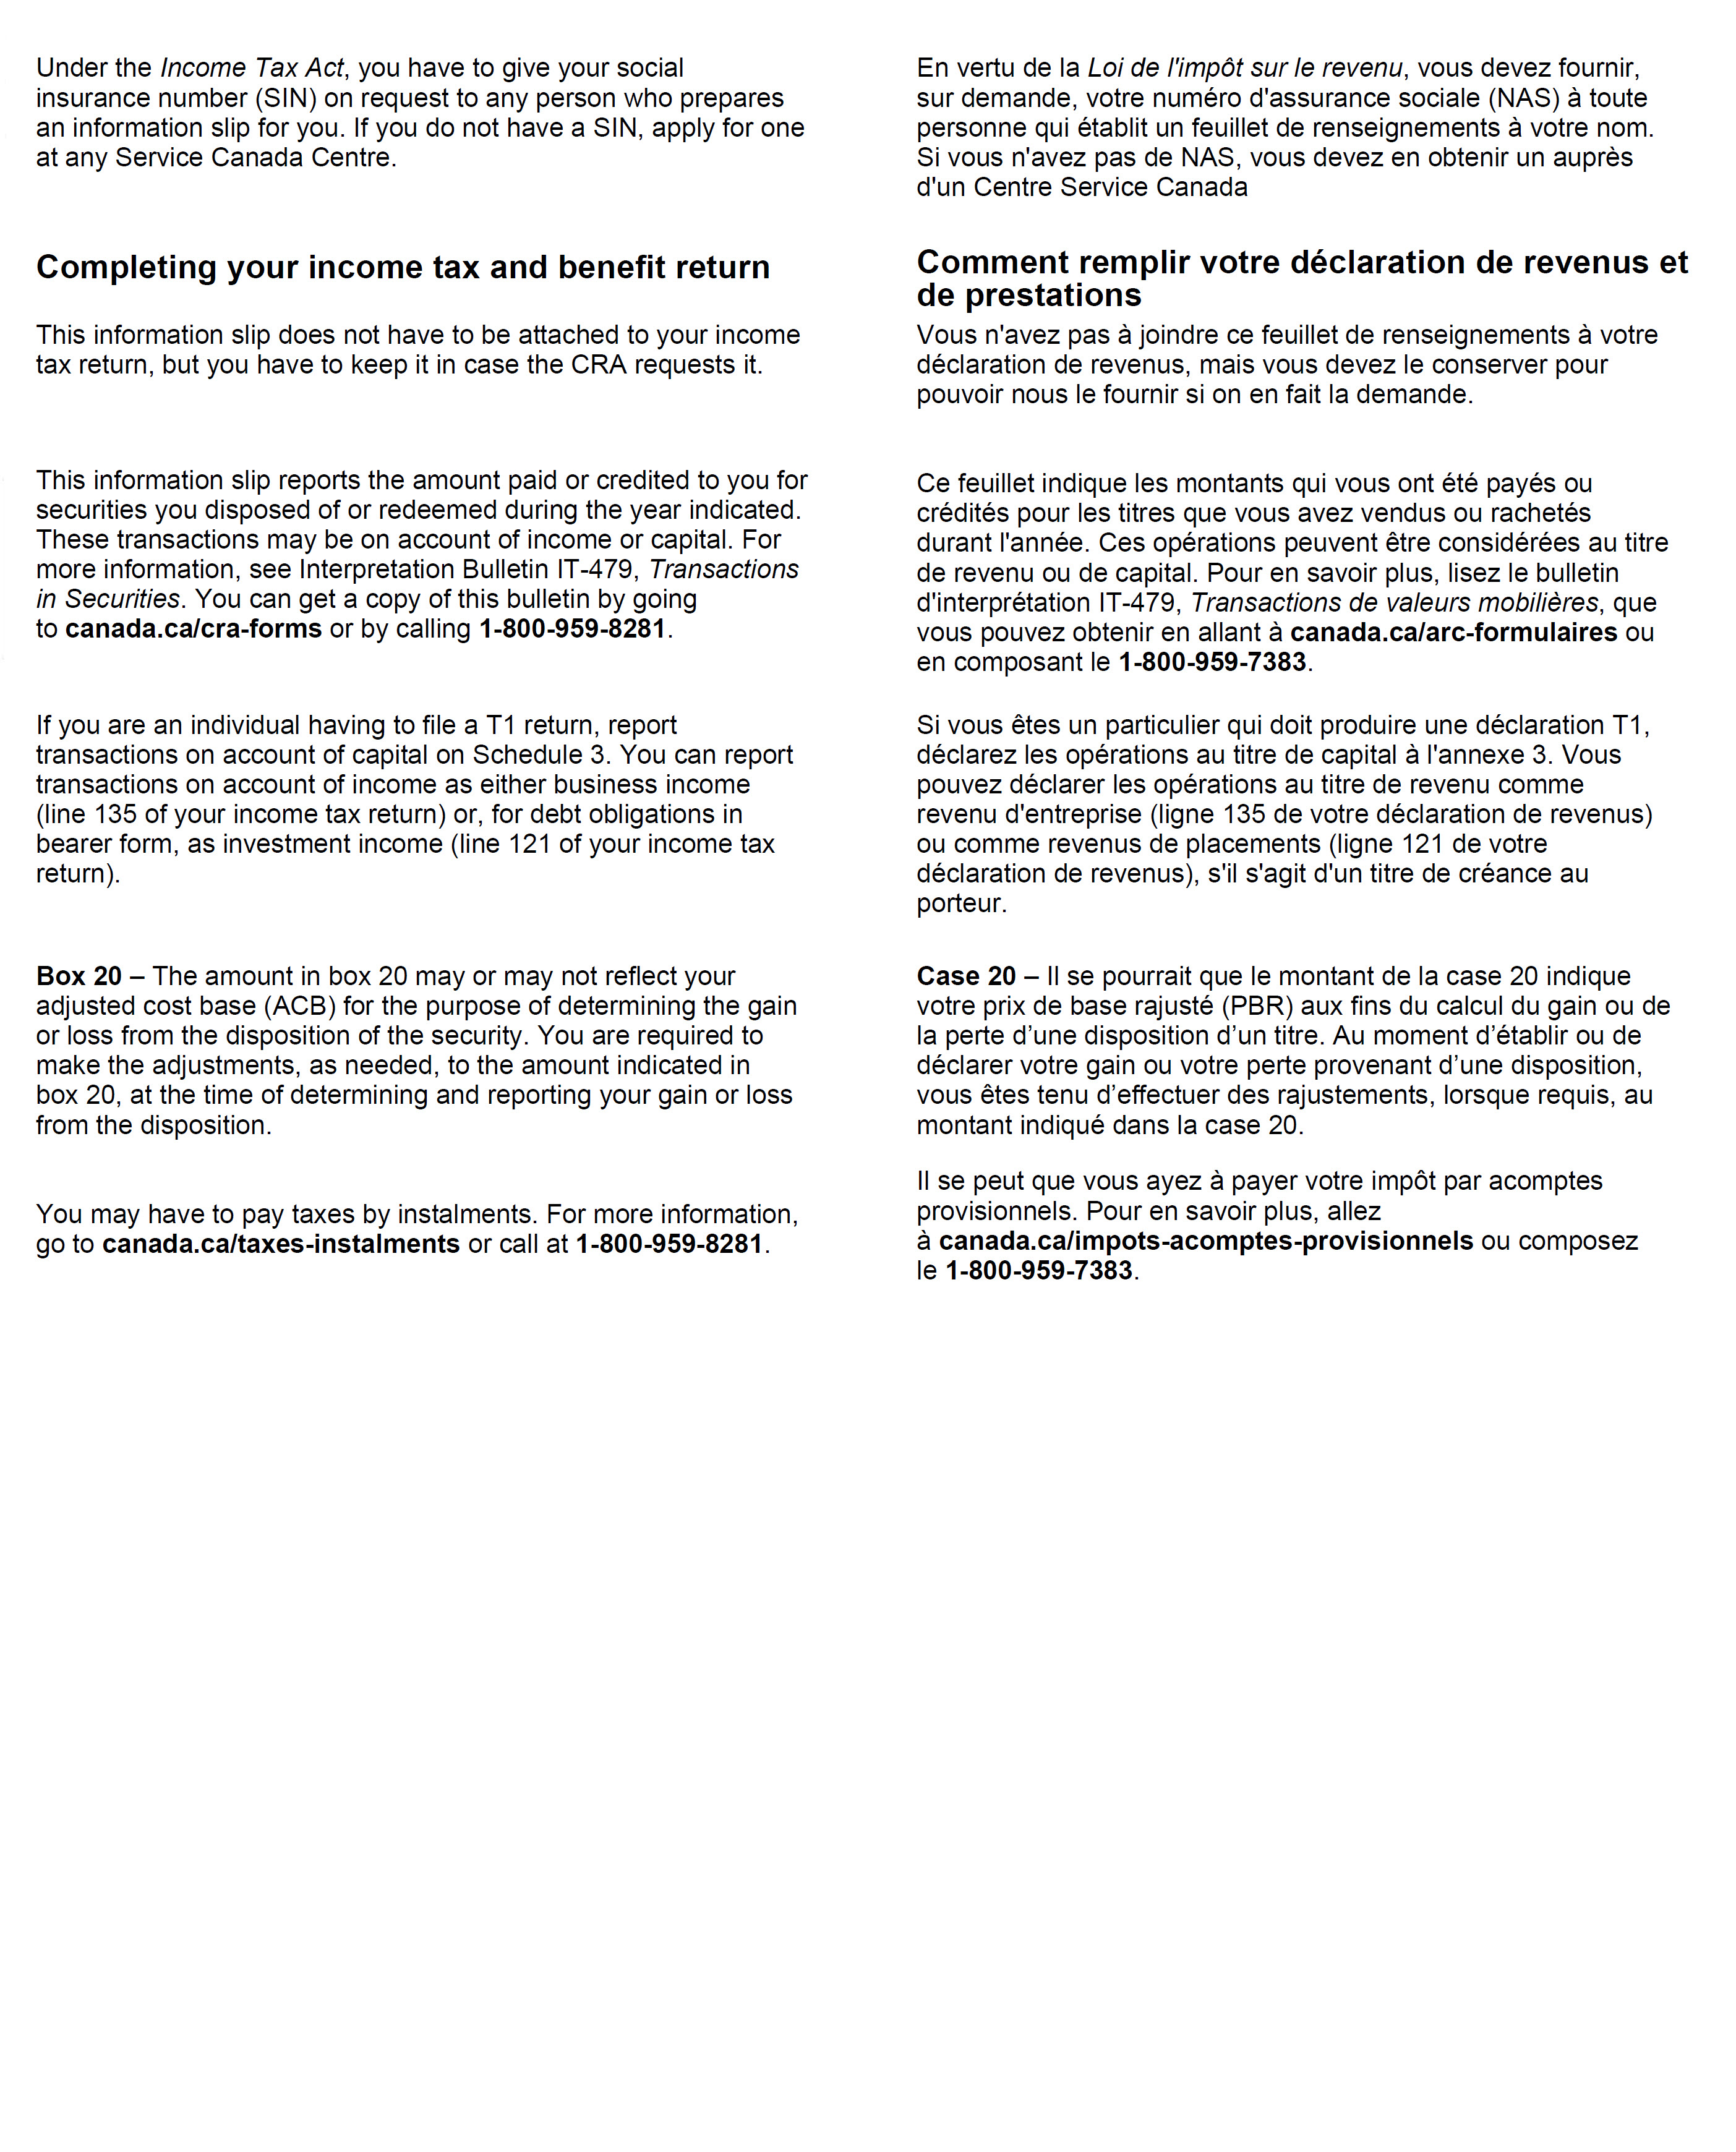 Under the Income Tax Act, you have to give your social
insurance number (SIN) on request to any person who prepares
an information slip for you. If you do not have a SIN, apply for one
at any Service Canada Centre.
Completing your income tax and benefit return
This information slip does not have to be attached to your income
tax return, but you have to keep it in case the CRA requests it.
This information slip reports the amount paid or credited to you for
securities you disposed of or redeemed during the year indicated.
These transactions may be on account of income or capital. For
more information, see Interpretation Bulletin IT-479, Transactions
in Securities. You can get a copy of this bulletin by going
to canada.ca/cra-forms or by calling 1-800-959-8281.
If you are an individual having to file a T1 return, report
transactions on account of capital on Schedule 3. You can report
transactions on account of income as either business income
(line 135 of your income tax return) or, for debt obligations in
bearer form, as investment income (line 121 of your income tax
return).
Box 20 – The amount in box 20 may or may not reflect your
adjusted cost base (ACB) for the purpose of determining the gain
or loss from the disposition of the security. You are required to
make the adjustments, as needed, to the amount indicated in
box 20, at the time of determining and reporting your gain or loss
from the disposition.
You may have to pay taxes by instalments. For more information,
go to canada.ca/taxes-instalments or call at 1-800-959-8281.
En vertu de la Loi de l'impôt sur le revenu, vous devez fournir,
sur demande, votre numéro d'assurance sociale (NAS) à toute
personne qui établit un feuillet de renseignements à votre nom.
Si vous n'avez pas de NAS, vous devez en obtenir un auprès
d'un Centre Service Canada
Comment remplir votre déclaration de revenus et
de prestations
Vous n'avez pas à joindre ce feuillet de renseignements à votre
déclaration de revenus, mais vous devez le conserver pour
pouvoir nous le fournir si on en fait la demande.
Ce feuillet indique les montants qui vous ont été payés ou
crédités pour les titres que vous avez vendus ou rachetés
durant l'année. Ces opérations peuvent être considérées au titre
de revenu ou de capital. Pour en savoir plus, lisez le bulletin
d'interprétation IT-479, Transactions de valeurs mobilières, que
vous pouvez obtenir en allant à canada.ca/arc-formulaires ou
en composant le 1-800-959-7383.
Si vous êtes un particulier qui doit produire une déclaration T1,
déclarez les opérations au titre de capital à l'annexe 3. Vous
pouvez déclarer les opérations au titre de revenu comme
revenu d'entreprise (ligne 135 de votre déclaration de revenus)
ou comme revenus de placements (ligne 121 de votre
déclaration de revenus), s'il s'agit d'un titre de créance au
porteur.
Case 20 – Il se pourrait que le montant de la case 20 indique
votre prix de base rajusté (PBR) aux fins du calcul du gain ou de
la perte d’une disposition d’un titre. Au moment d’établir ou de
déclarer votre gain ou votre perte provenant d’une disposition,
vous êtes tenu d’effectuer des rajustements, lorsque requis, au
montant indiqué dans la case 20.
Il se peut que vous ayez à payer votre impôt par acomptes
provisionnels. Pour en savoir plus, allez
à canada.ca/impots-acomptes-provisionnels ou composez
le 1-800-959-7383.